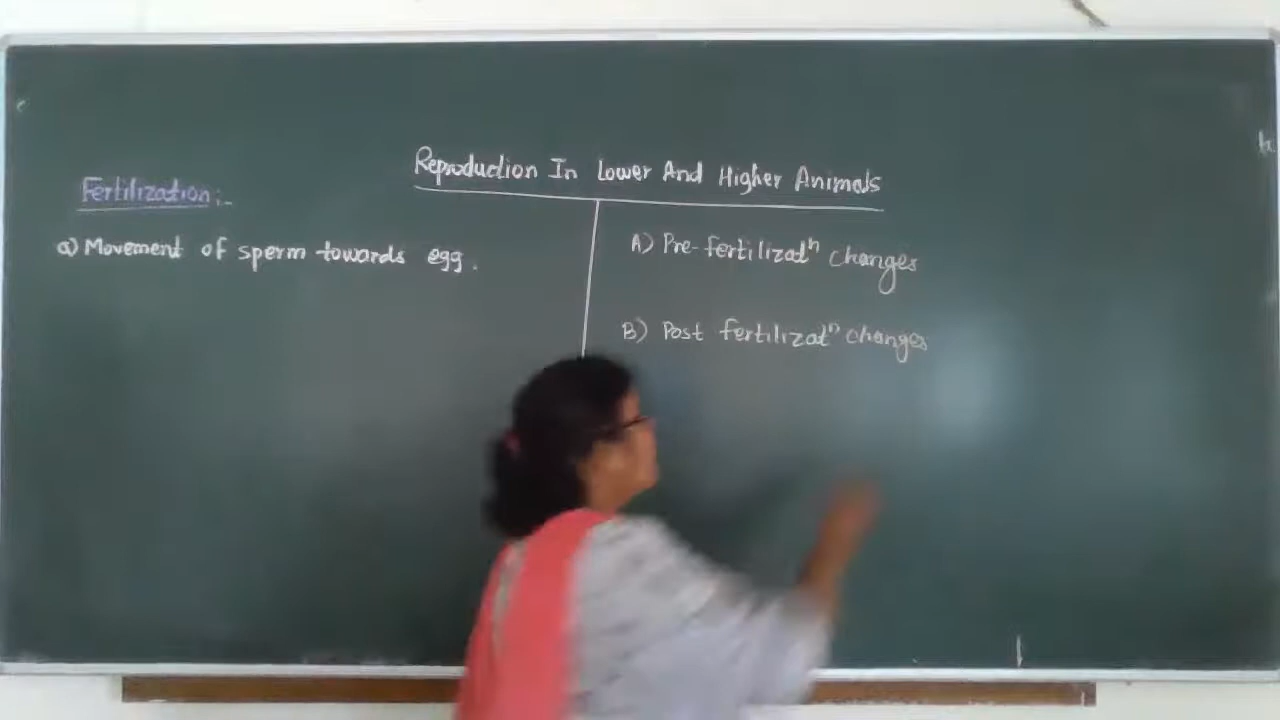 Reproduction In Lower And Higher Animals
Fertilization :-
a) Movement of sperm towards egg.
A) Pre-fertilizatⁿ changes
B) Post fertilizatⁿ changes